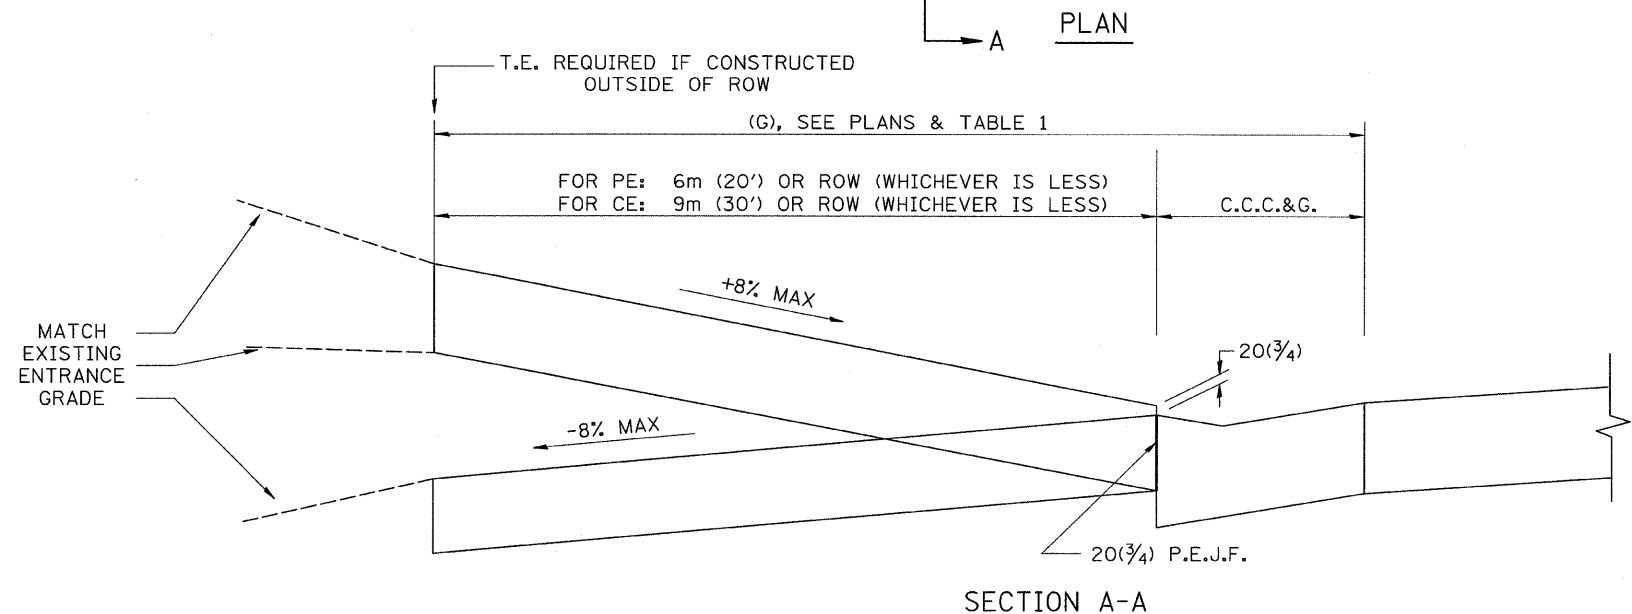 A
PLAN
T.E. REQUIRED IF CONSTRUCTED
OUTSIDE OF ROW
(G), SEE PLANS & TABLE 1
FOR PE: 6m (20') OR ROW (WHICHEVER IS LESS)
FOR CE: 9m (30') OR ROW (WHICHEVER IS LESS)
C.C.C.&G.
+8% MAX
MATCH
EXISTING
ENTRANCE
GRADE
20(3/4)
-8% MAX
20(3/4) P.E.J.F.
SECTION A-A